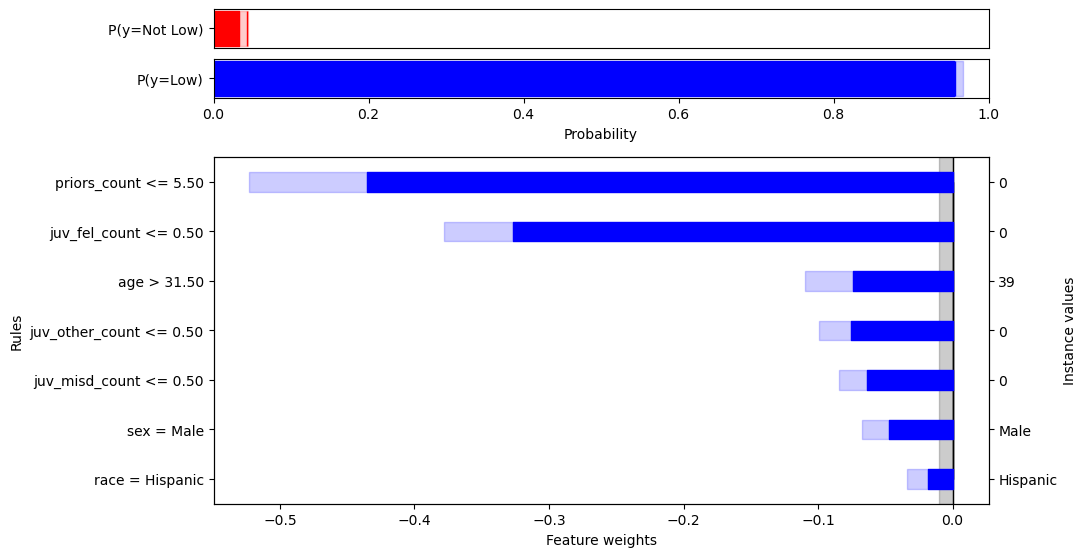 P(y=Not Low)
P(y=Low)
0.0 0.2 0.4 0.6 0.8 1.0
Probability
priors_count <= 5.50 0
juv_fel_count <= 0.50 0
age > 31.50 39
juv_other_count <= 0.50 0
juv_misd_count <= 0.50 0
sex = Male Male
race = Hispanic Hispanic
Rules
Instance values
−0.5 −0.4 −0.3 −0.2 −0.1 0.0
Feature weights